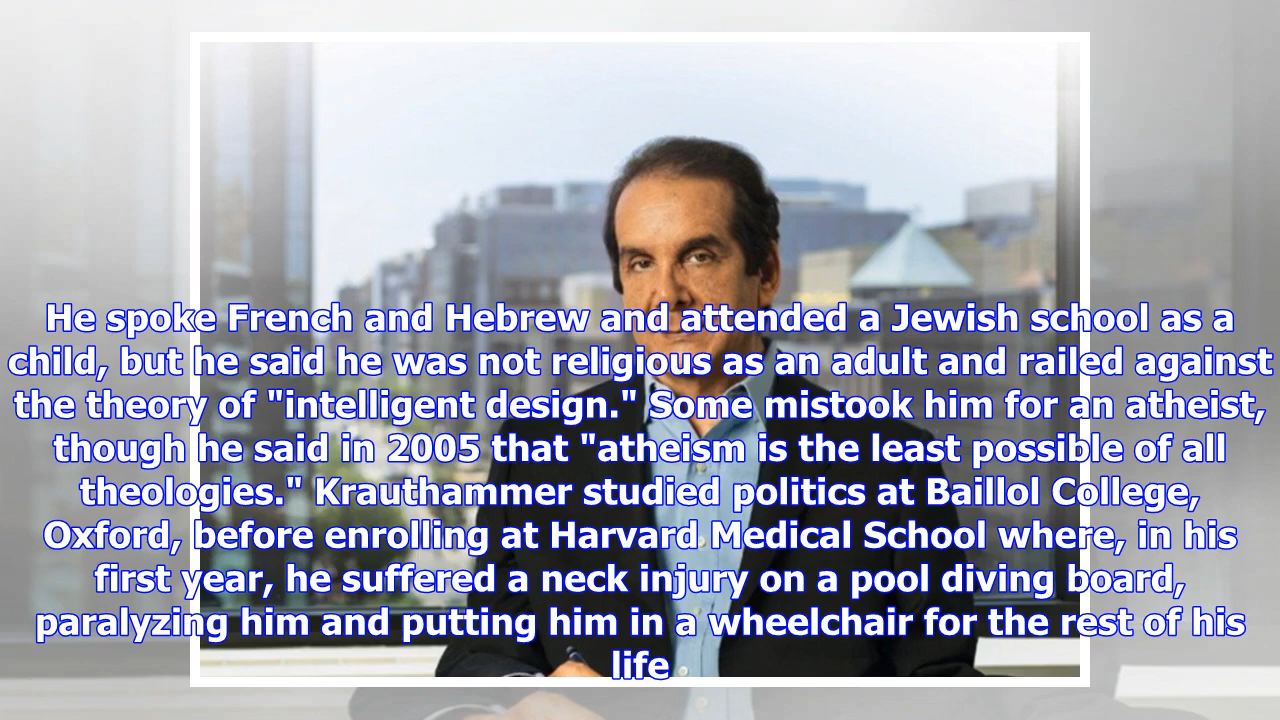 He spoke French and Hebrew and attended a Jewish school as a
child, but he said he was not religious as an adult and railed against
the theory of "intelligent design." Some mistook him for an atheist,
though he said in 2005 that "atheism is the least possible of all
theologies." Krauthammer studied politics at Baillol College,
Oxford, before enrolling at Harvard Medical School where, in his
first year, he suffered a neck injury on a pool diving board,
paralyzing him and putting him in a wheelchair for the rest of his
life